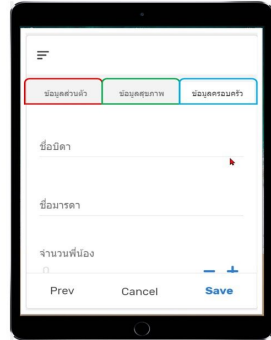 ข้อมูลส่วนตัว ข้อมูลสุขภาพ ข้อมูลครอบครัว
ชื่อบิดา
ชื่อมารดา
จำนวนพี่น้อง
0
Prev Cancel Save